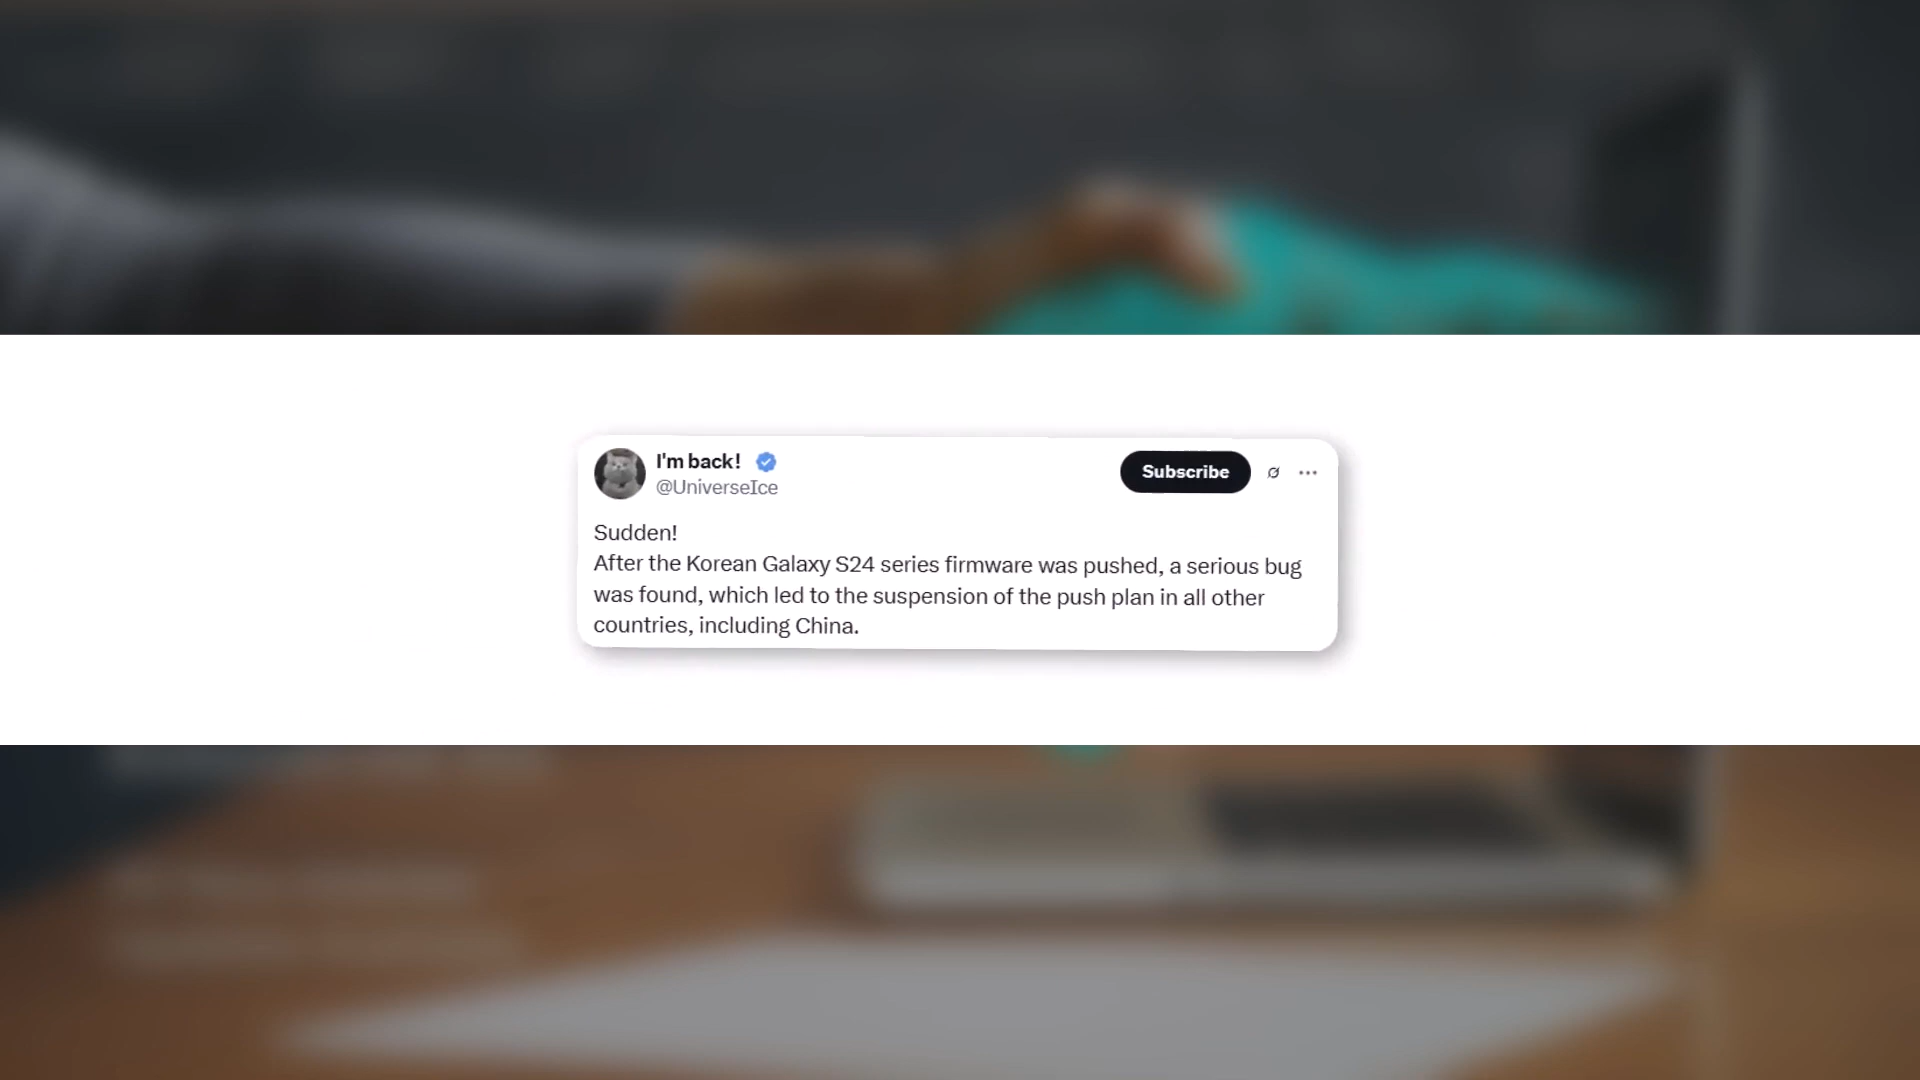 I'm back!
@UniverseIce
Subscribe
Sudden!
After the Korean Galaxy S24 series firmware was pushed, a serious bug
was found, which led to the suspension of the push plan in all other
countries, including China.